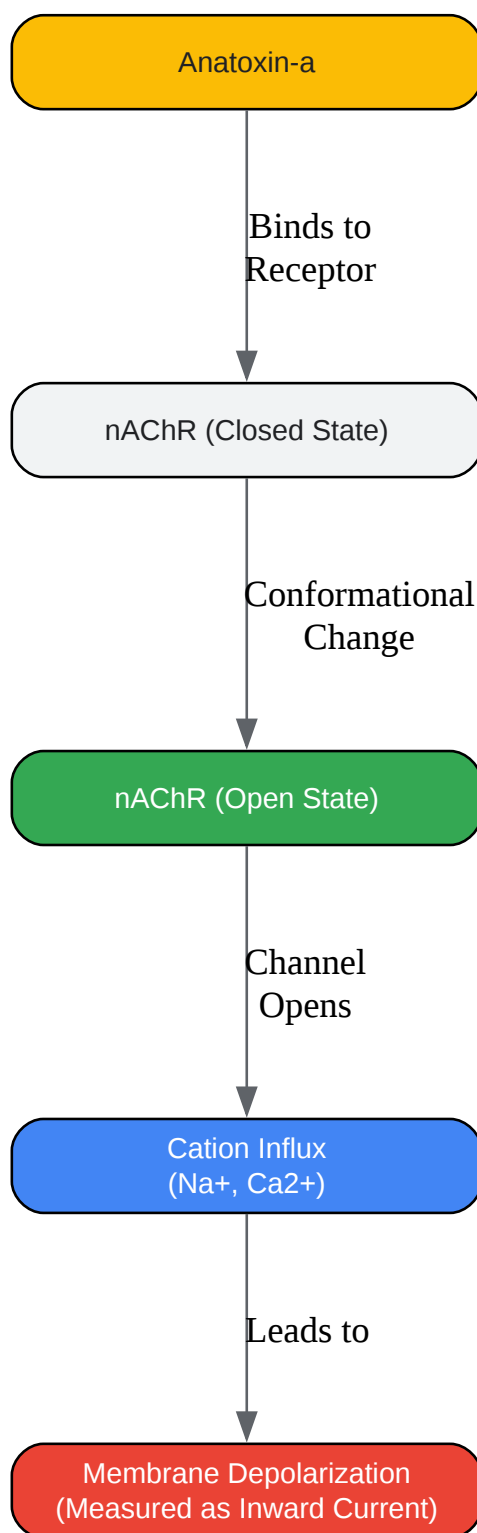 Anatoxin-a
Binds to
Receptor
nAChR (Closed State)
Conformational
Change
nAChR (Open State)
Channel
Opens
Cation Influx
(Na+, Ca2+)
Leads to
Membrane Depolarization
(Measured as Inward Current)